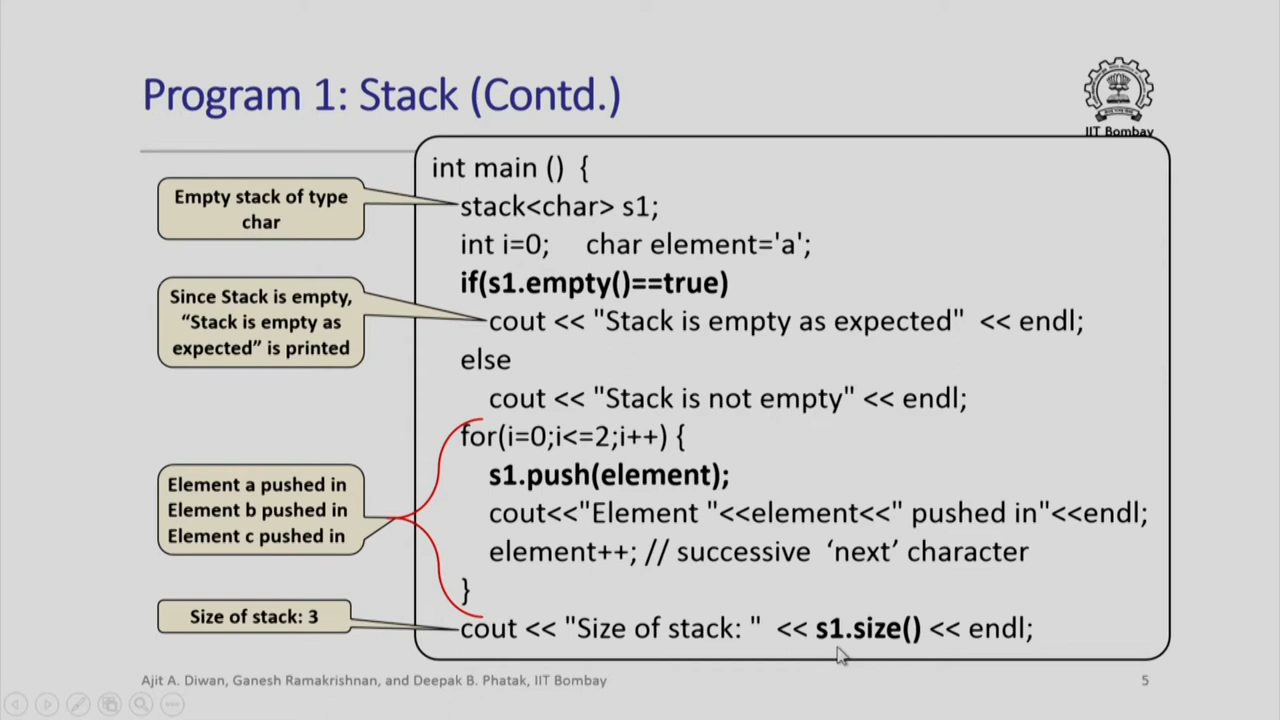 Program 1: Stack (Contd.)
IIT Bombay
int main () {
Empty stack of type
char
stack<char> s1;
int i=0; char element='a';
if(s1.empty()==true)
Since Stack is empty,
“Stack is empty as
expected” is printed
cout << "Stack is empty as expected" << endl;
else
cout << "Stack is not empty" << endl;
for(i=0;i<=2;i++) {
s1.push(element);
Element a pushed in
Element b pushed in
Element c pushed in
cout<<"Element "<<element<<" pushed in"<<endl;
element++; // successive ‘next’ character
}
Size of stack: 3
cout << "Size of stack: " << s1.size() << endl;
Ajit A. Diwan, Ganesh Ramakrishnan, and Deepak B. Phatak, IIT Bombay
5